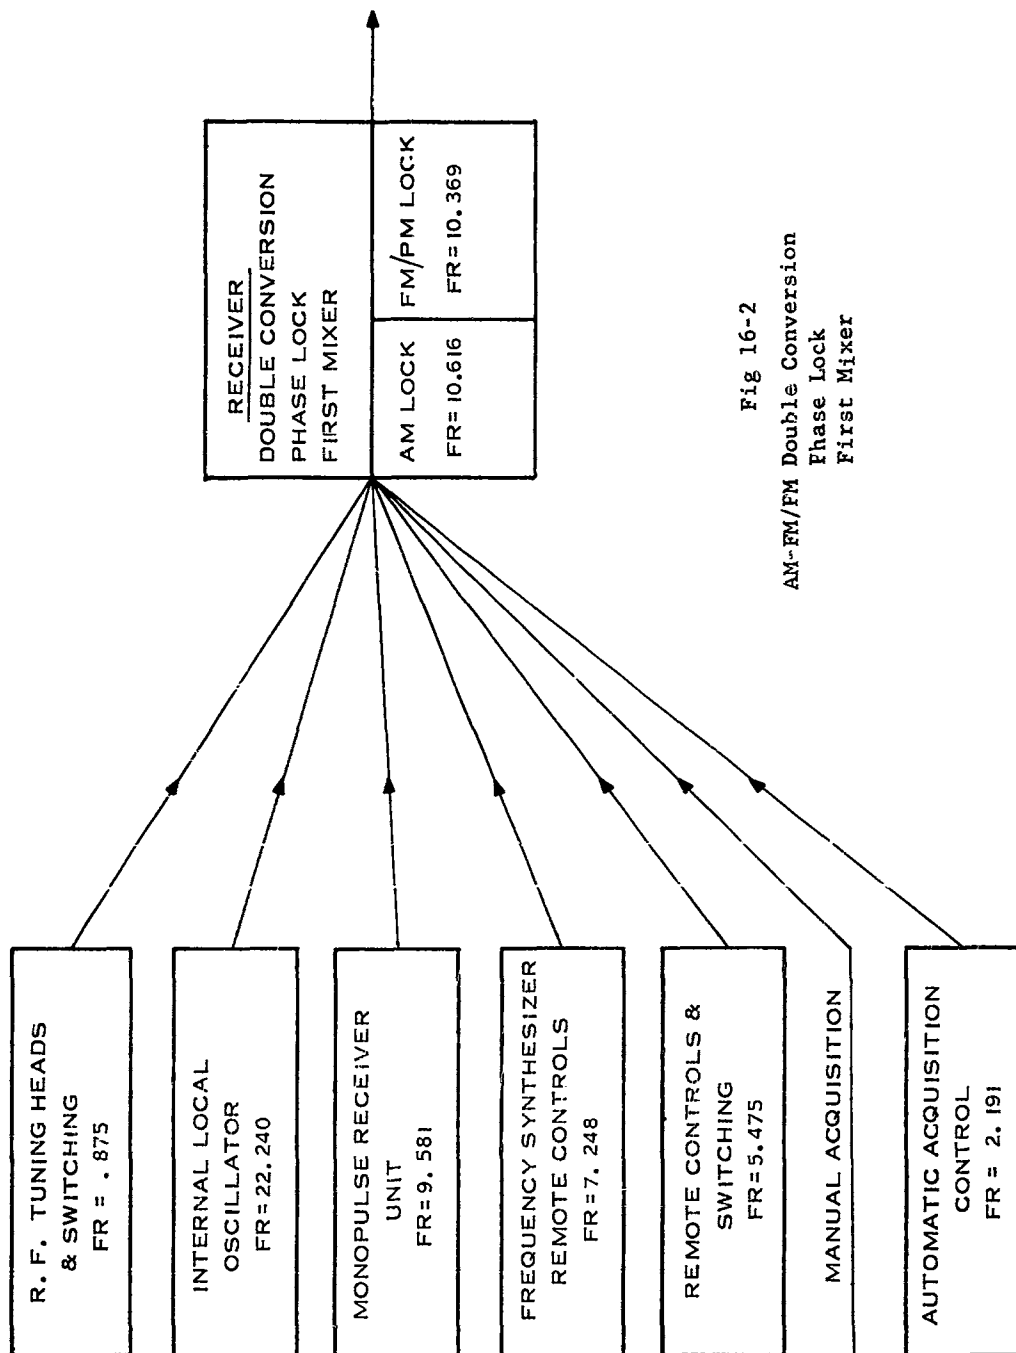 R. F. TUNING HEADS
& SWITCHING
FR = .875
INTERNAL LOCAL
OSCILLATOR
FR=22.240
MONOPULSE RECEIVER
UNIT
FR=9.581
FREQUENCY SYNTHESIZER
REMOTE CONTROLS
FR=7.248
REMOTE CONTROLS &
SWITCHING
FR=5.475
MANUAL ACQUISITION
AUTOMATIC ACQUISITION
CONTROL
FR = 2.191
RECEIVER
DOUBLE CONVERSION
PHASE LOCK
FIRST MIXER
AM LOCK
FR=10.616
FM/PM LOCK
FR=10.369
Fig 16-2
AM-FM/FM Double Conversion
Phase Lock
First Mixer